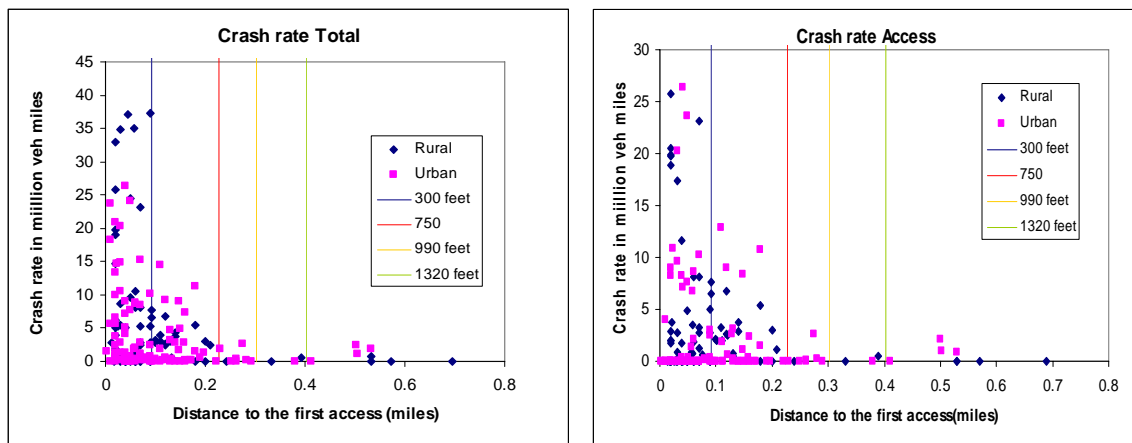 Crash rate Total
Crash rate in miillion veh miles
45
40
35
30
25
20
15
10
5
0
0
0.2
0.4
0.6
0.8
Distance to the first access (miles)
Rural
Urban
300 feet
750
990 feet
1320 feet
Crash rate Access
Crash rate in milllion veh miles
30
25
20
15
10
5
0
0
0.1
0.2
0.3
0.4
0.5
0.6
0.7
0.8
Distance to the first access(miles)
Rural
Urban
300 feet
750
990 feet
1320 feet